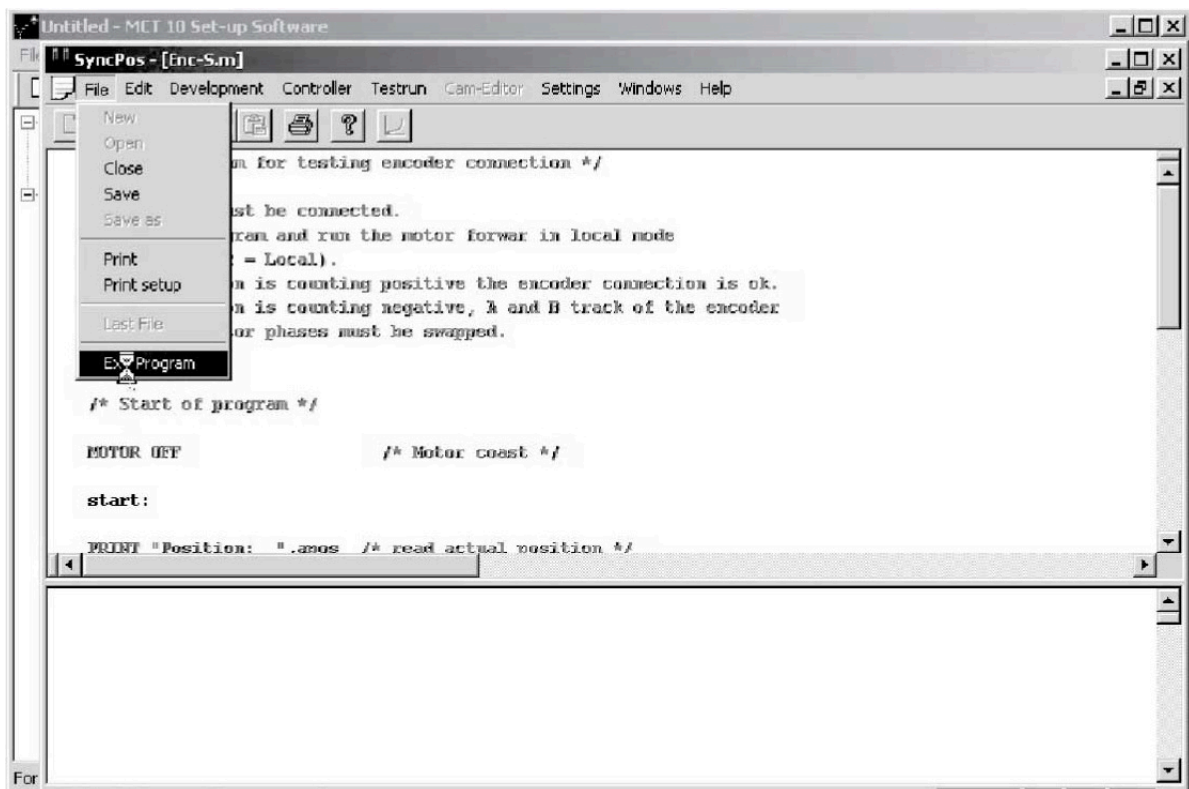 Untitled - MCT 10 Set-up Software
SyncPos - [Enc-S.m]
File Edit Development Controller Testrun Cam-Editor Settings Windows Help
New
Open
Close
Save
Save as
Print
Print setup
Last File
Program
for testing encoder connection */
be connected.
and run the motor forwar in local mode
= Local).
is counting positive the encoder connection is ok.
is counting negative, A and B track of the encoder
phases must be swapped.
/* Start of program */
MOTOR OFF /* Motor coast */
start:
PRINT "Position: ",apos /* read actual position */
For